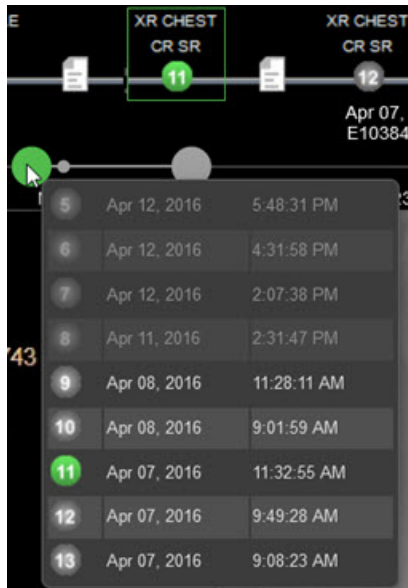 E
XR CHEST
XR CHEST
CR SR
CR SR
11
12
Apr 07,
E10384
743
5 Apr 12, 2016 5:48:31 PM
6 Apr 12, 2016 4:31:58 PM
7 Apr 12, 2016 2:07:38 PM
8 Apr 11, 2016 2:31:47 PM
9 Apr 08, 2016 11:28:11 AM
10 Apr 08, 2016 9:01:59 AM
11 Apr 07, 2016 11:32:55 AM
12 Apr 07, 2016 9:49:28 AM
13 Apr 07, 2016 9:08:23 AM